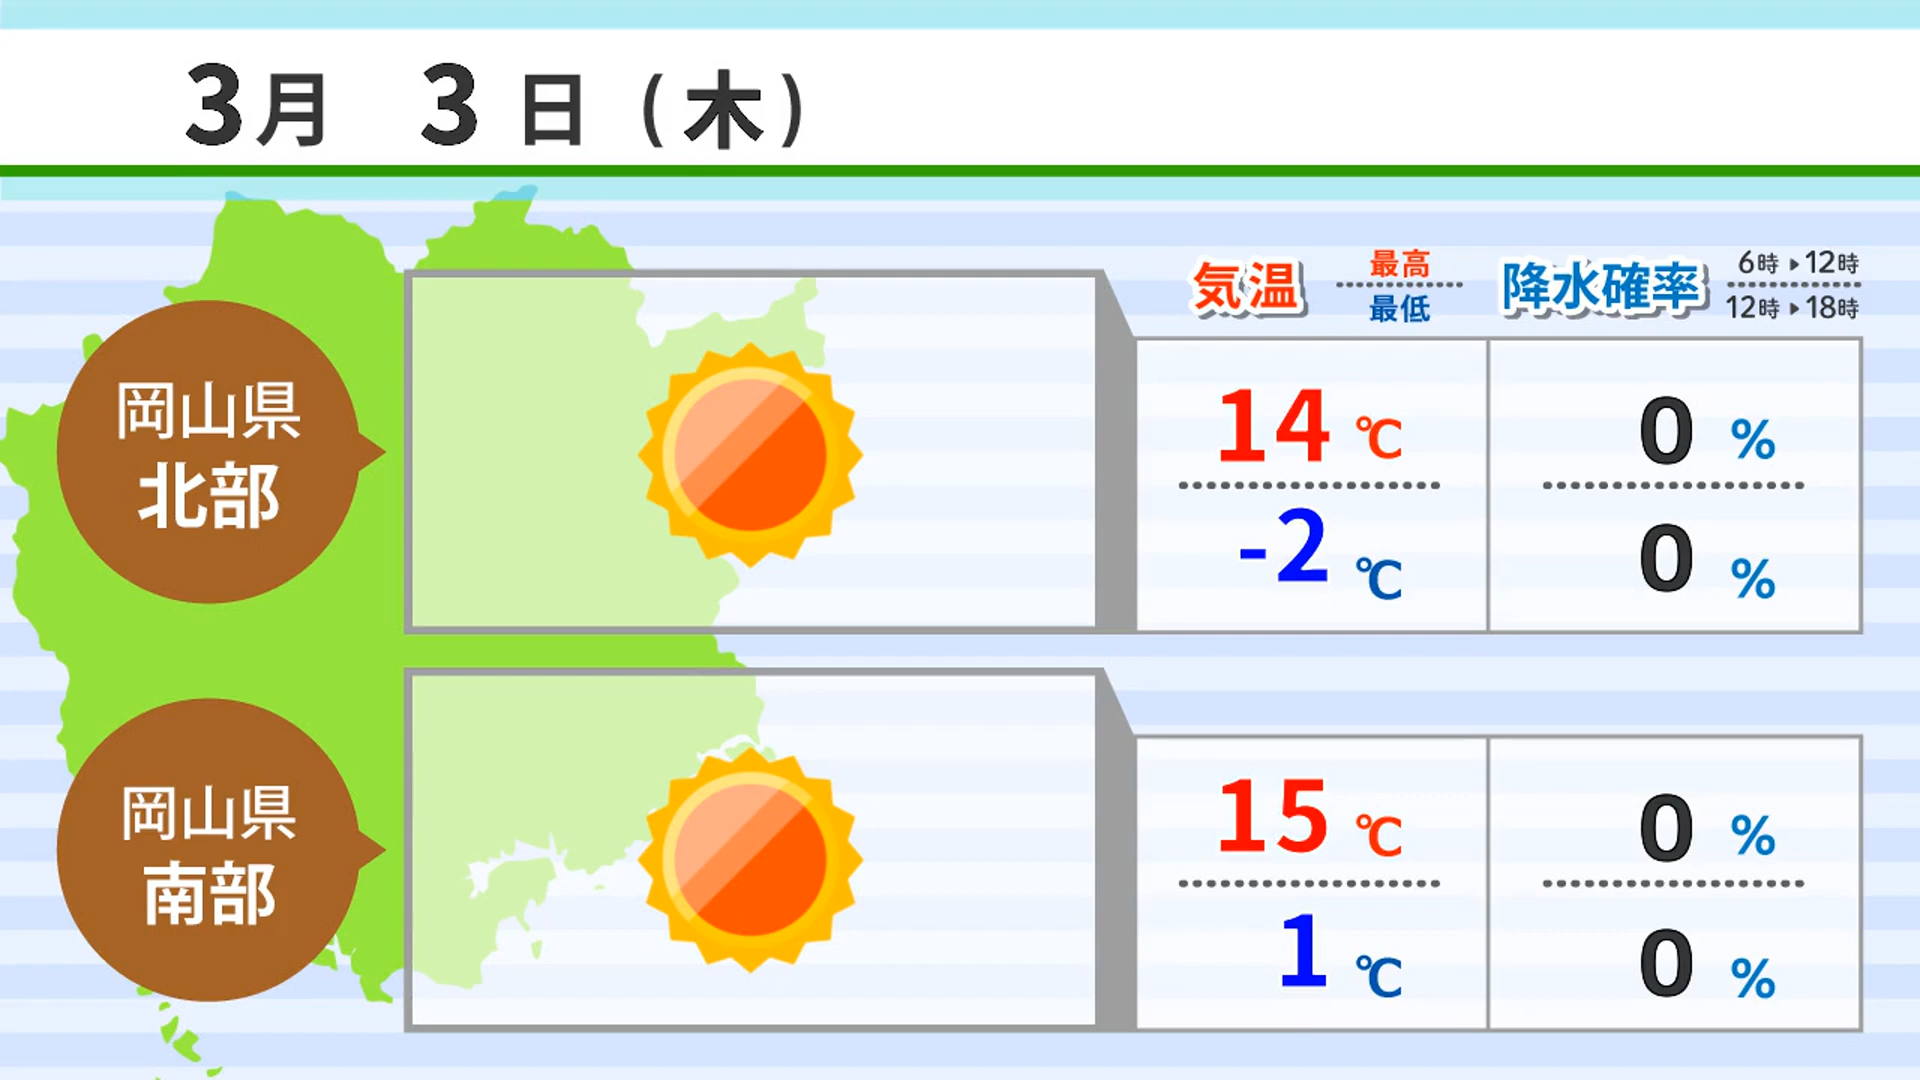 3月 3日(木)
気温 最高 最低 降水確率 6時▶12時 12時▶18時
岡山県
北部
14℃ 0%
-2℃ 0%
岡山県
南部
15℃ 0%
1℃ 0%